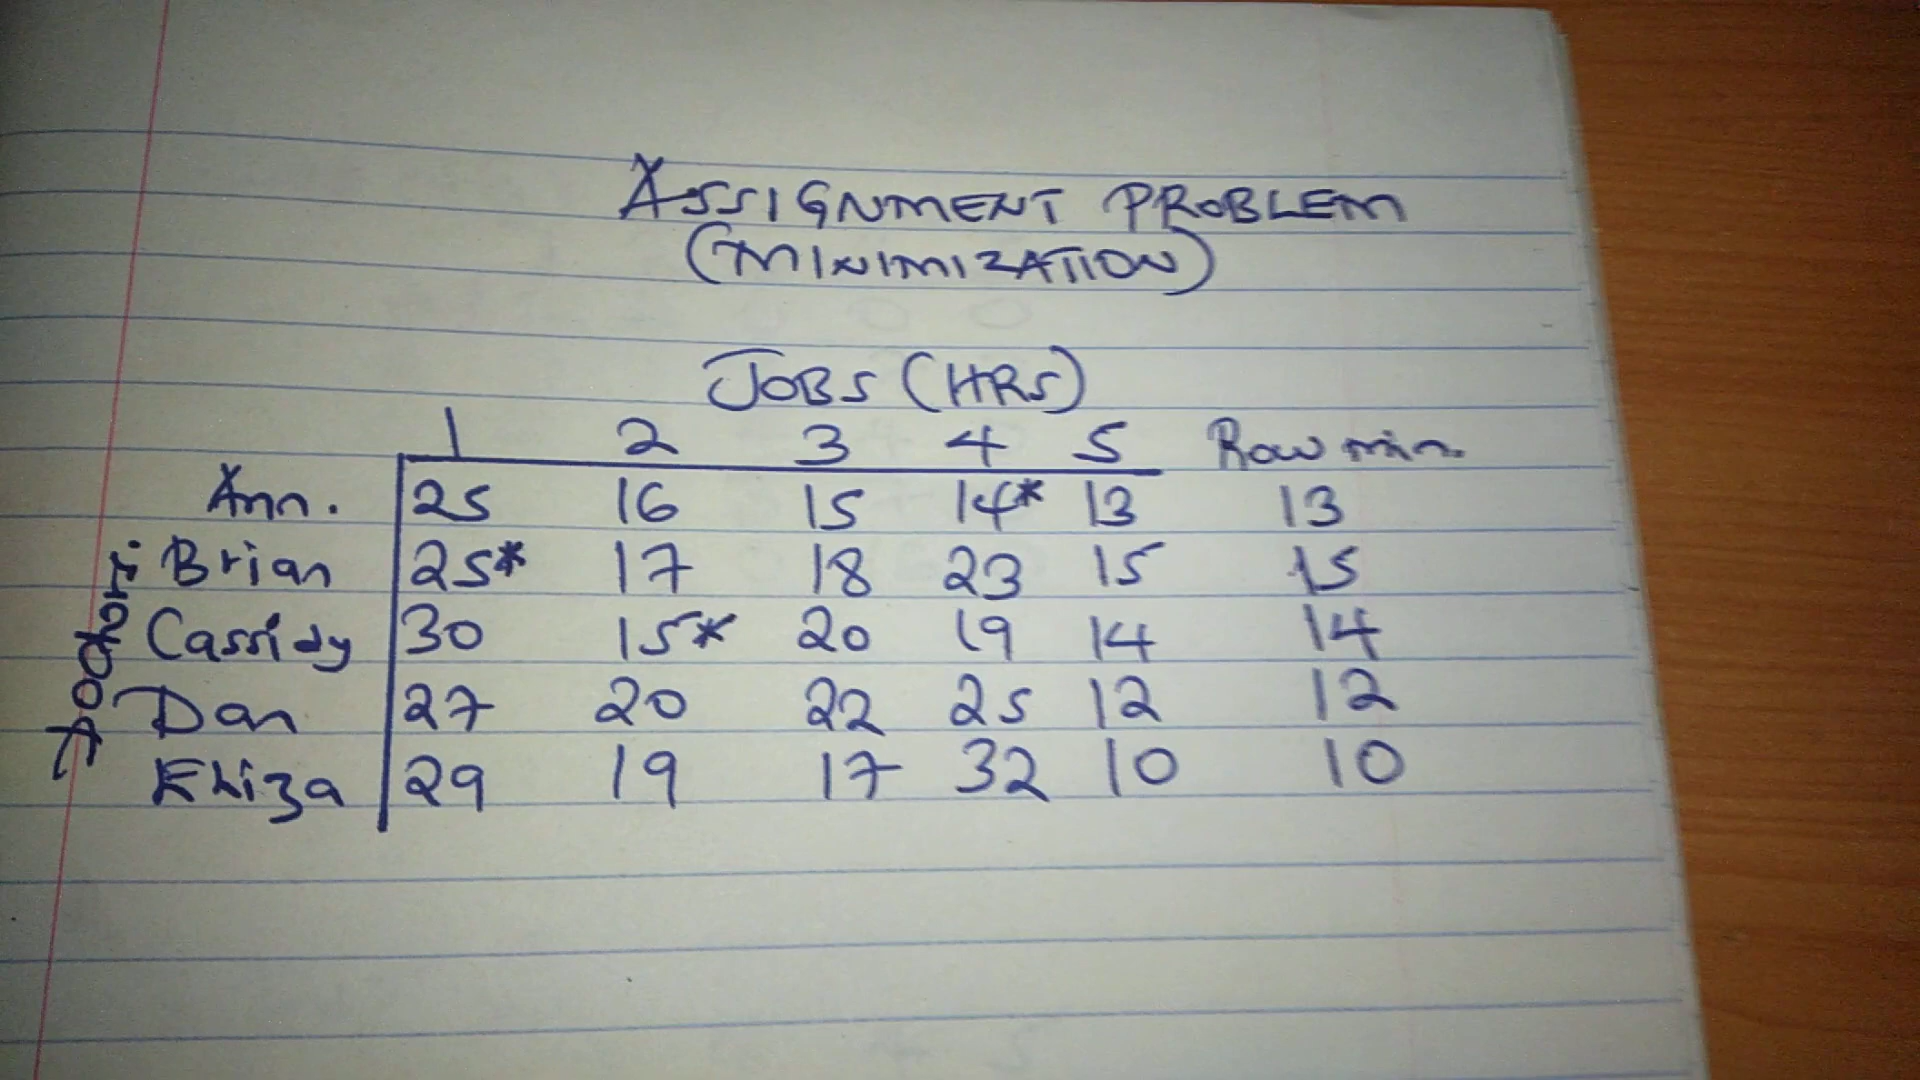 ASSIGNMENT PROBLEM
(MINIMIZATION)
JOBS (HRS)
1 2 3 4 5 Row min.
Ann. 25 16 15 14* 13 13
Brian 25* 17 18 23 15 15
Cassidy 30 15* 20 19 14 14
Dan 27 20 22 25 12 12
Eliza 29 19 17 32 10 10